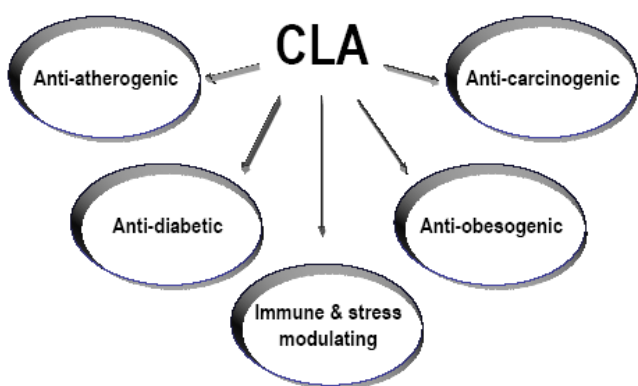 CLA
Anti-atherogenic
Anti-carcinogenic
Anti-diabetic
Anti-obesogenic
Immune & stress
modulating